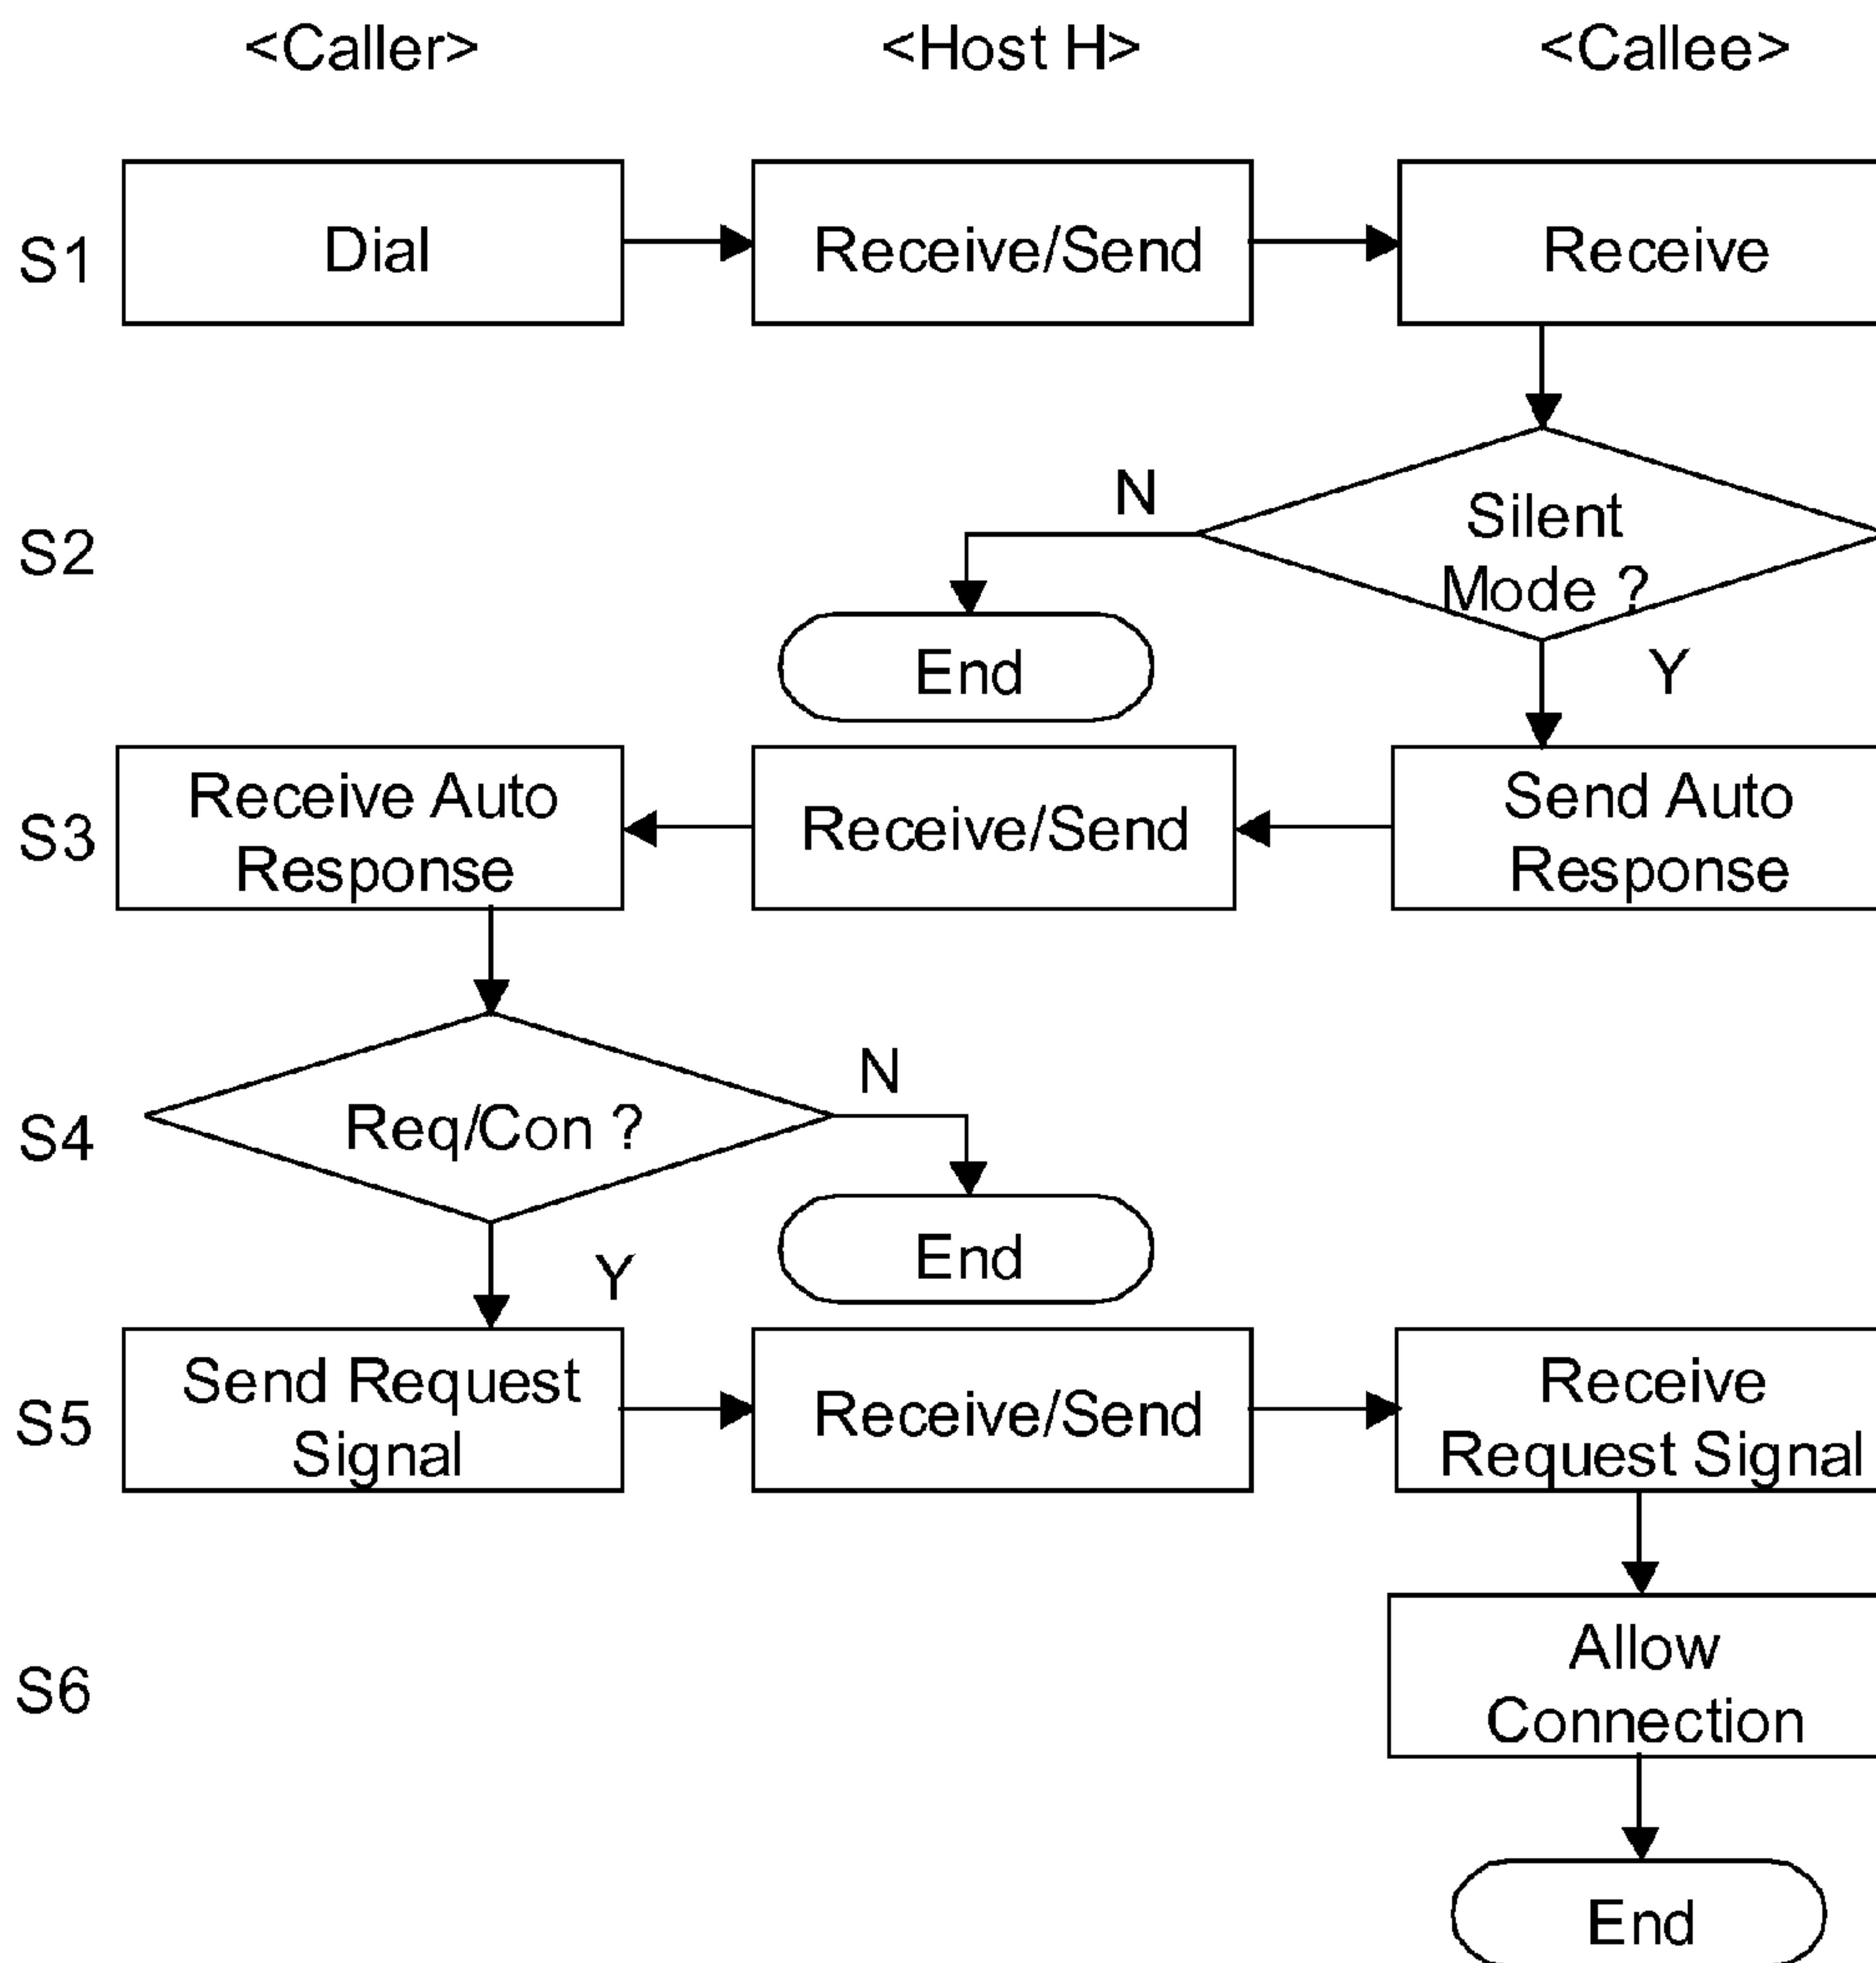 <Caller> <Host H> <Callee>
S1 Dial Receive/Send Receive
N Silent
S2 Mode ?
End Y
Receive Auto Send Auto
S3 Receive/Send
Response Response
N
S4 Req/Con ?
End
Y
Send Request Receive
S5 Receive/Send
Signal Request Signal
Allow
S6
Connection
End